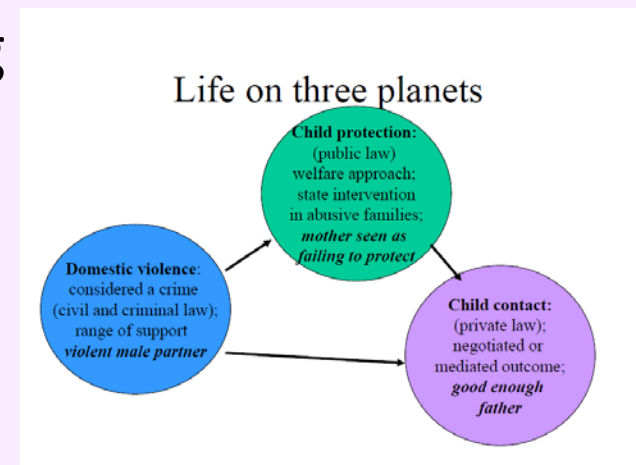 Life on three planets
Child protection:
(public law)
welfare approach;
state intervention
in abusive families;
mother seen as
failing to protect
Domestic violence:
considered a crime
(civil and criminal law);
range of support
violent male partner
Child contact:
(private law);
negotiated or
mediated outcome;
good enough
father